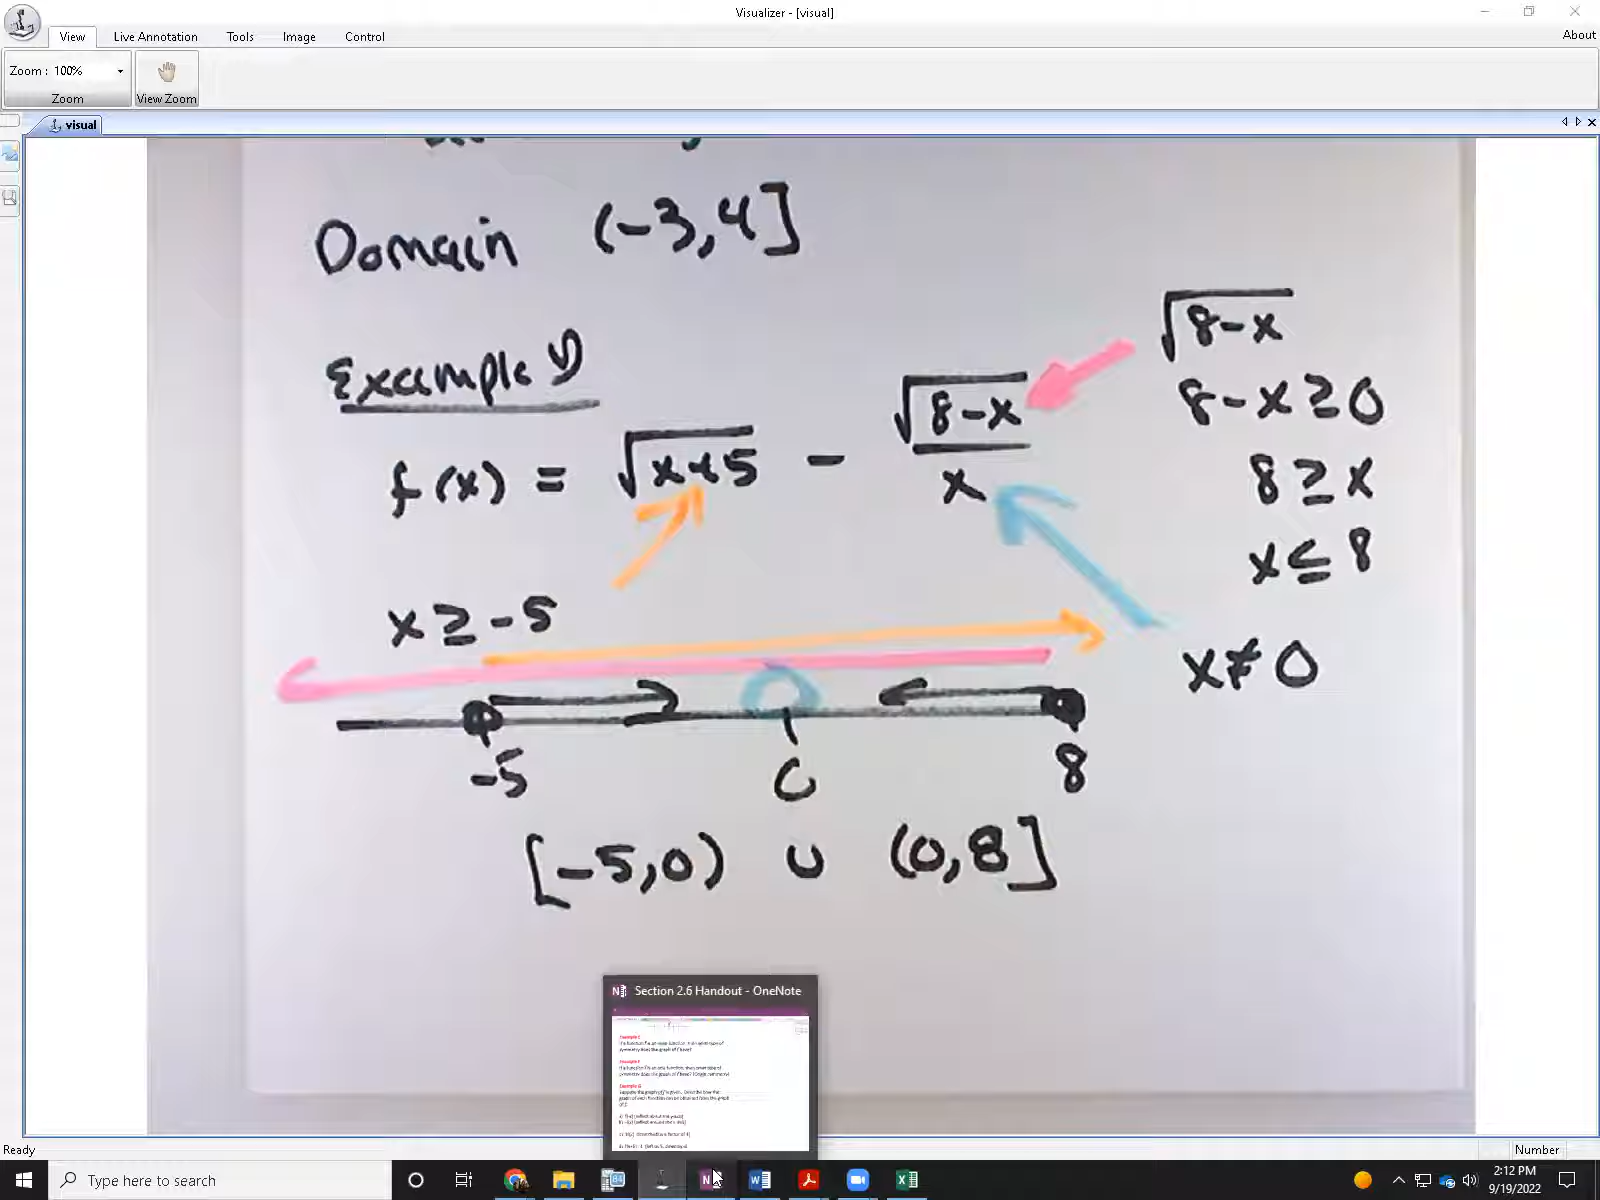 Visualizer - [visual]
View Live Annotation Tools Image Control
About
Zoom : 100%
Zoom
View Zoom
visual
Domain (-3,4]
Example D
f(x) = √x+5 - √8-x / x
√8-x
8-x≥0
8≥x
x≤8
x≥-5
x≠0
-5 0 8
[-5,0) ∪ (0,8]
Section 2.6 Handout - OneNote
Ready
Number
Type here to search
2:12 PM
9/19/2022